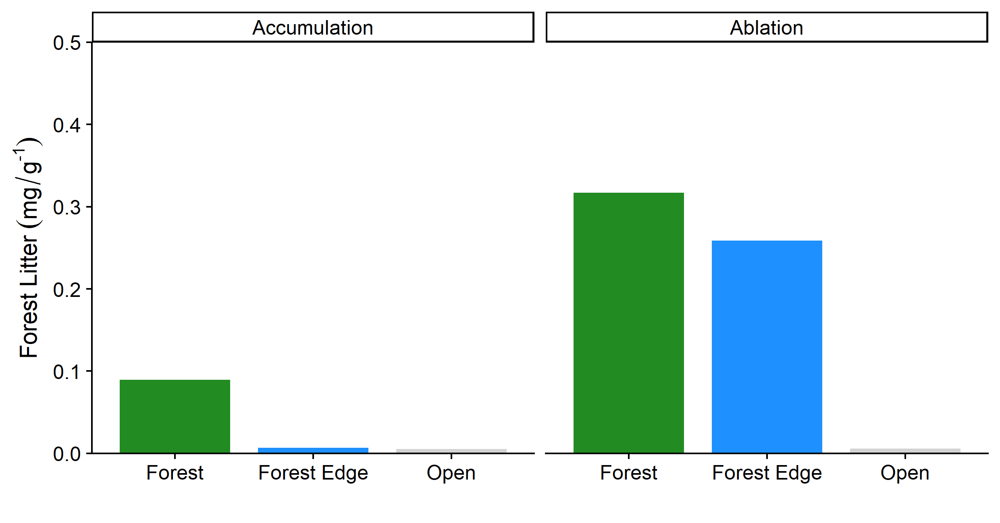 Accumulation
Ablation
Forest Litter (mg/g⁻¹)
0.5
0.4
0.3
0.2
0.1
0.0
Forest Forest Edge Open
Forest Forest Edge Open